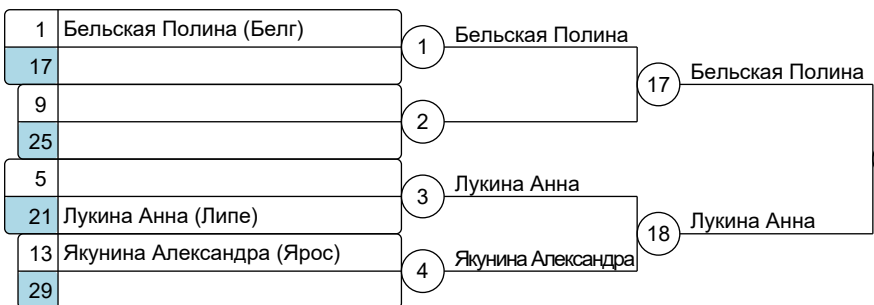 1 Бельская Полина (Белг)
17
9
25
5
21 Лукина Анна (Липе)
13 Якунина Александра (Ярос)
29
1 Бельская Полина
2
3 Лукина Анна
4 Якунина Александра
17 Бельская Полина
18 Лукина Анна